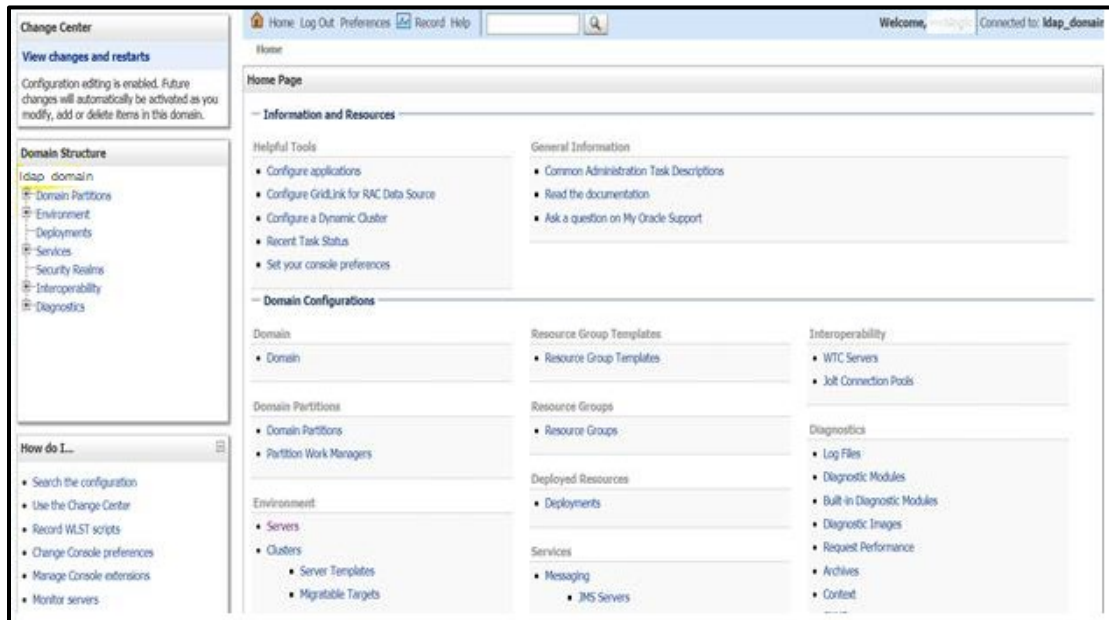 Change Center
View changes and restarts
Configuration editing is enabled. Future
changes will automatically be activated as you
modify, add or delete items in this domain.
Domain Structure
ldap_domain
Domain Partitions
Environment
Deployments
Services
Security Realms
Interoperability
Diagnostics
How do I...
Search the configuration
Use the Change Center
Record WLST scripts
Change Console preferences
Manage Console extensions
Monitor servers
Home Log Out Preferences Record Help
Welcome,
Connected to: ldap_domain
Home
Home Page
Information and Resources
Helpful Tools
Configure applications
Configure GridLink for RAC Data Source
Configure a Dynamic Cluster
Recent Task Status
Set your console preferences
General Information
Common Administration Task Descriptions
Read the documentation
Ask a question on My Oracle Support
Domain Configurations
Domain
Domain
Domain Partitions
Domain Partitions
Partition Work Managers
Environment
Servers
Clusters
Server Templates
Migratable Targets
Resource Group Templates
Resource Group Templates
Resource Groups
Resource Groups
Deployed Resources
Deployments
Services
Messaging
JMS Servers
Interoperability
WTC Servers
Jolt Connection Pools
Diagnostics
Log Files
Diagnostic Modules
Built-in Diagnostic Modules
Diagnostic Images
Request Performance
Archives
Context